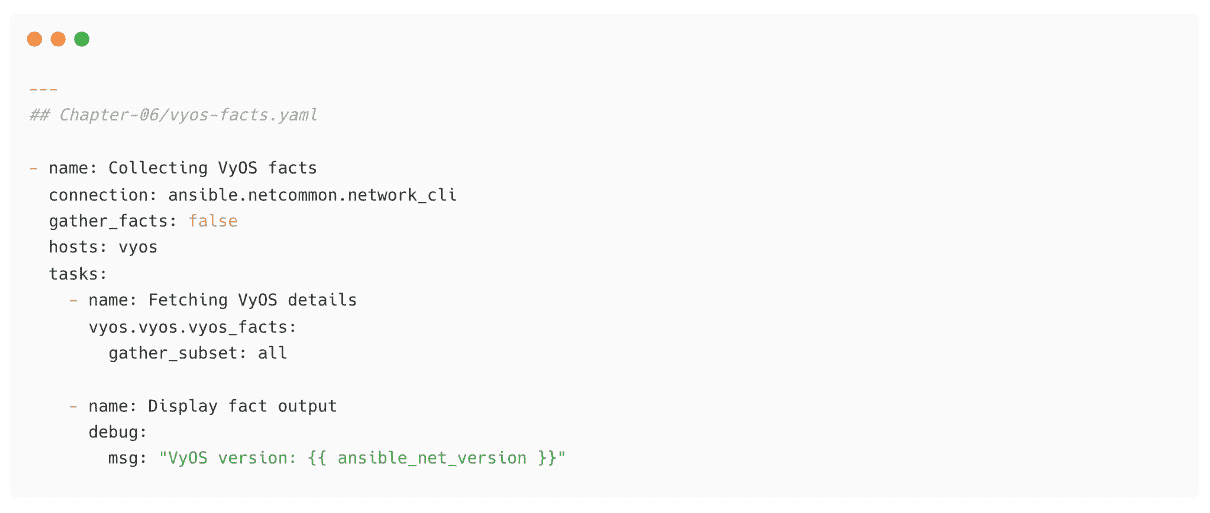 ---
## Chapter-06/vyos-facts.yaml
- name: Collecting VyOS facts
  connection: ansible.netcommon.network_cli
  gather_facts: false
  hosts: vyos
  tasks:
    - name: Fetching VyOS details
      vyos.vyos.vyos_facts:
        gather_subset: all
    - name: Display fact output
      debug:
        msg: "VyOS version: {{ ansible_net_version }}"